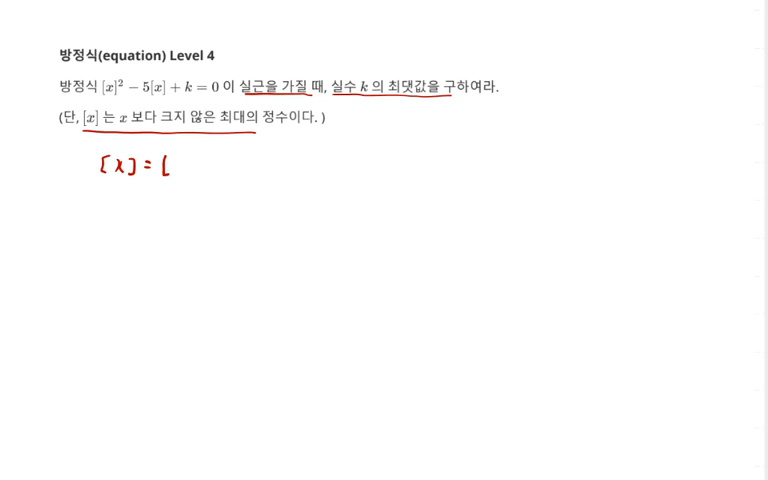 방정식(equation) Level 4
방정식 [x]² − 5[x] + k = 0 이 실근을 가질 때, 실수 k 의 최댓값을 구하여라.
(단, [x] 는 x 보다 크지 않은 최대의 정수이다. )
[x] = [